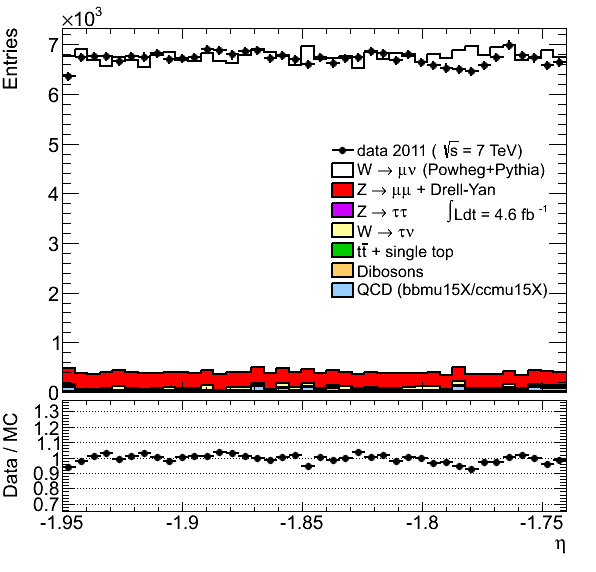 ×10³
Entries
7
6
5
4
3
2
1
0
data 2011 ( √s = 7 TeV)
W → μν (Powheg+Pythia)
Z → μμ + Drell-Yan
Z → ττ ∫Ldt = 4.6 fb⁻¹
W → τν
tt̅ + single top
Dibosons
QCD (bbmu15X/ccmu15X)
Data / MC
1.3
1.2
1.1
1
0.9
0.8
0.7
-1.95 -1.9 -1.85 -1.8 -1.75
η